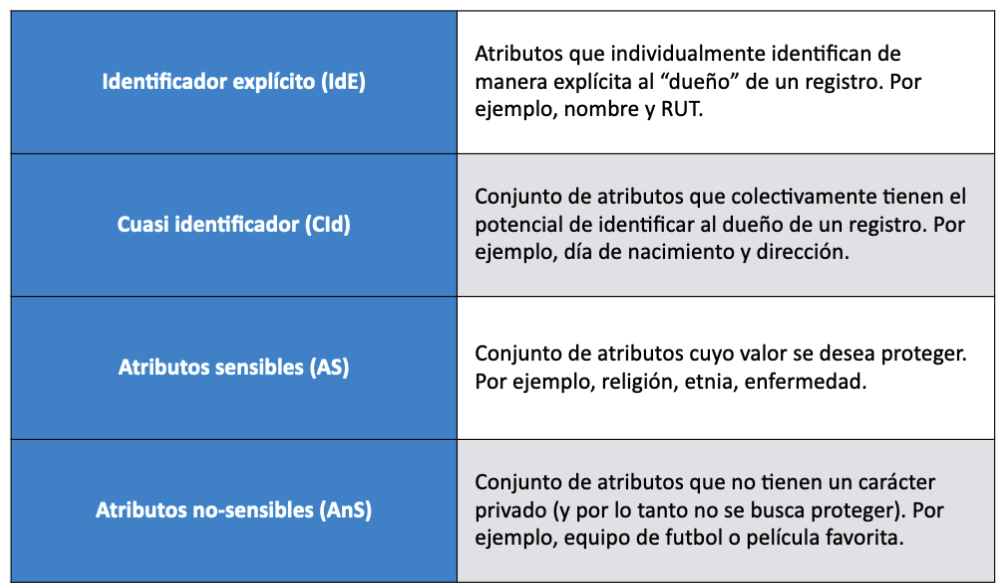 Identificador explícito (IdE)
Atributos que individualmente identifican de
manera explícita al “dueño” de un registro. Por
ejemplo, nombre y RUT.
Cuasi identificador (CId)
Conjunto de atributos que colectivamente tienen el
potencial de identificar al dueño de un registro. Por
ejemplo, día de nacimiento y dirección.
Atributos sensibles (AS)
Conjunto de atributos cuyo valor se desea proteger.
Por ejemplo, religión, etnia, enfermedad.
Atributos no-sensibles (AnS)
Conjunto de atributos que no tienen un carácter
privado (y por lo tanto no se busca proteger). Por
ejemplo, equipo de futbol o película favorita.